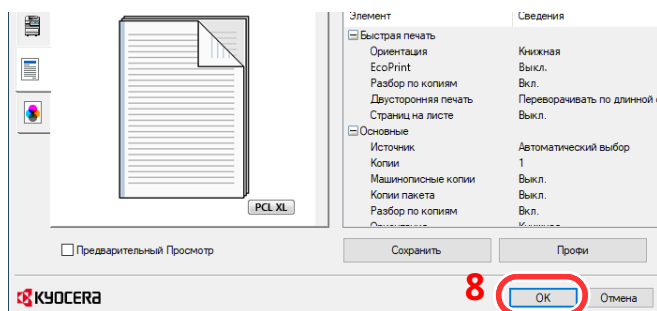 Элемент Сведения
Быстрая печать
Ориентация Книжная
EcoPrint Выкл.
Разбор по копиям Вкл.
Двусторонняя печать Переворачивать по длинной
Страниц на листе Выкл.
Основные
Источник Автоматический выбор
Копии 1
Машинописные копии Выкл.
Копии пакета Выкл.
Разбор по копиям Вкл.
PCL XL
Предварительный Просмотр
Сохранить Профи
KYOCERA
8
OK Отмена